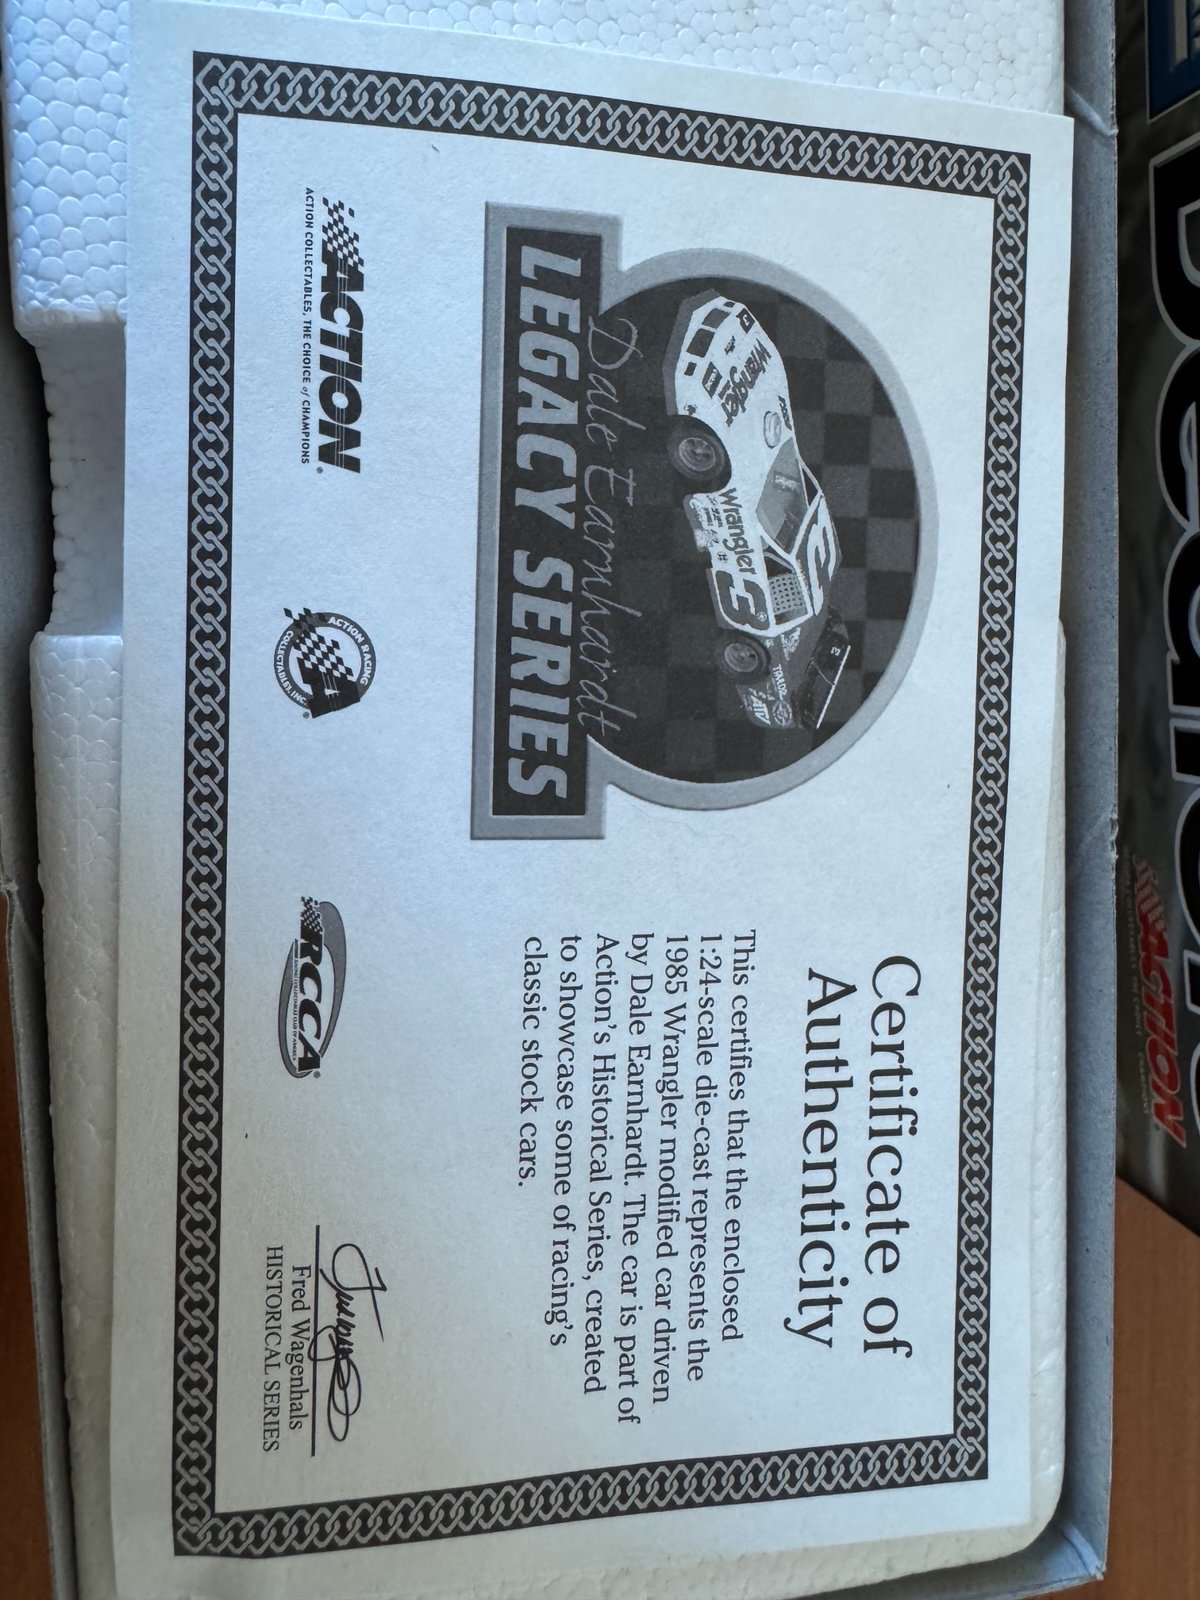 Certificate of
Authenticity
This certifies that the enclosed
1:24-scale die-cast represents the
1985 Wrangler modified car driven
by Dale Earnhardt. The car is part of
Action's Historical Series, created
to showcase some of racing's
classic stock cars.
Wrangler
Wrangler
3
3
3
3
Dale Earnhardt
LEGACY SERIES
ACTION®
ACTION COLLECTABLES, THE CHOICE of CHAMPIONS
ACTION RACING
COLLECTABLES, INC.®
RCCA®
Fred Wagenhals
HISTORICAL SERIES
ACTION